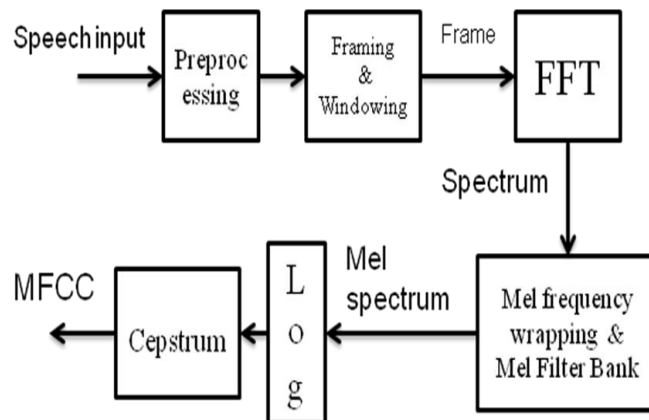 Speech input
Preproc
essing
Framing
&
Windowing
Frame
FFT
Spectrum
Mel frequency
wrapping &
Mel Filter Bank
Mel
spectrum
L
o
g
Cepstrum
MFCC